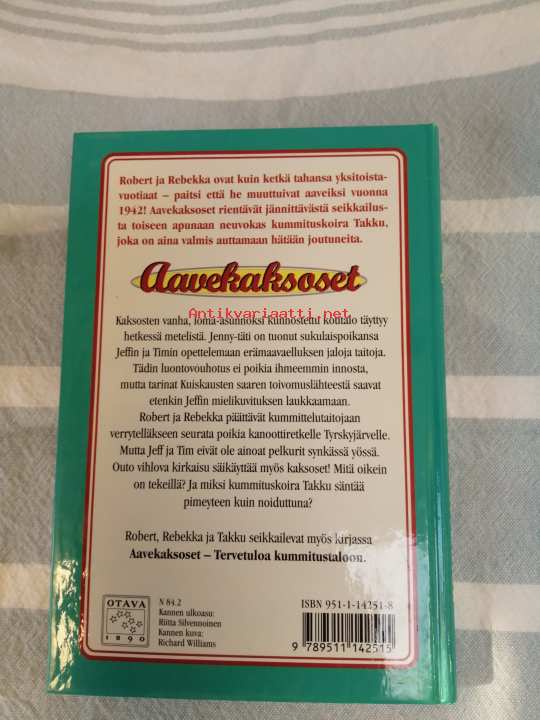 Robert ja Rebekka ovat kuin ketkä tahansa yksitoista-
vuotiaat – paitsi että he muuttuivat aaveiksi vuonna
1942! Aavekaksoset rientävät jännittävästä seikkailus-
ta toiseen apunaan neuvokas kummituskoira Takku,
joka on aina valmis auttamaan hätään joutuneita.
Aavekaksoset
Antikvariaatti.net
Kaksosten vanha, loma-asunnoksi kunnostettu kotitalo täyttyy
hetkessä metelistä. Jenny-täti on tuonut sukulaispoikansa
Jeffin ja Timin opettelemaan erämaavaelluksen jaloja taitoja.
Tädin luontovouhotus ei poikia ihmeemmin innosta,
mutta tarinat Kuiskausten saaren toivomuslähteestä saavat
etenkin Jeffin mielikuvituksen laukkaamaan.
Robert ja Rebekka päättävät kummittelutaitojaan
verrytelläkseen seurata poikia kanoottiretkelle Tyrskyjärvelle.
Mutta Jeff ja Tim eivät ole ainoat pelkurit synkässä yössä.
Outo vihlova kirkaisu säikäyttää myös kaksoset! Mitä oikein
on tekeillä? Ja miksi kummituskoira Takku säntää
pimeyteen kuin noiduttuna?
Robert, Rebekka ja Takku seikkailevat myös kirjassa
Aavekaksoset – Tervetuloa kummitustaloon.
OTAVA
1890
N 84.2
Kannen ulkoasu:
Riitta Silvennoinen
Kannen kuva:
Richard Williams
ISBN 951-1-14251-8
9 789511 142515